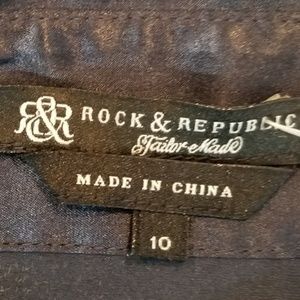 R&R ROCK & REPUBLIC
Tailor-Made
MADE IN CHINA
10